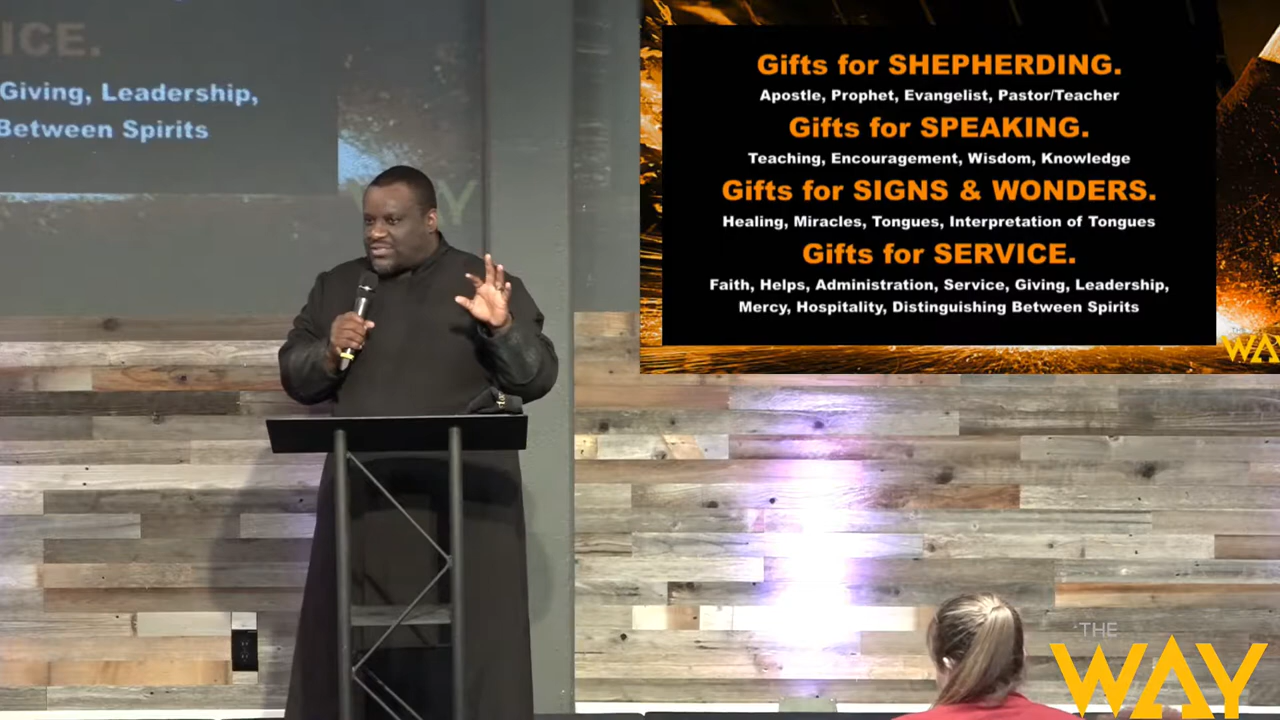 ICE.
Giving, Leadership,
Between Spirits
Gifts for SHEPHERDING.
Apostle, Prophet, Evangelist, Pastor/Teacher
Gifts for SPEAKING.
Teaching, Encouragement, Wisdom, Knowledge
Gifts for SIGNS & WONDERS.
Healing, Miracles, Tongues, Interpretation of Tongues
Gifts for SERVICE.
Faith, Helps, Administration, Service, Giving, Leadership,
Mercy, Hospitality, Distinguishing Between Spirits
WAY
THE
WAY